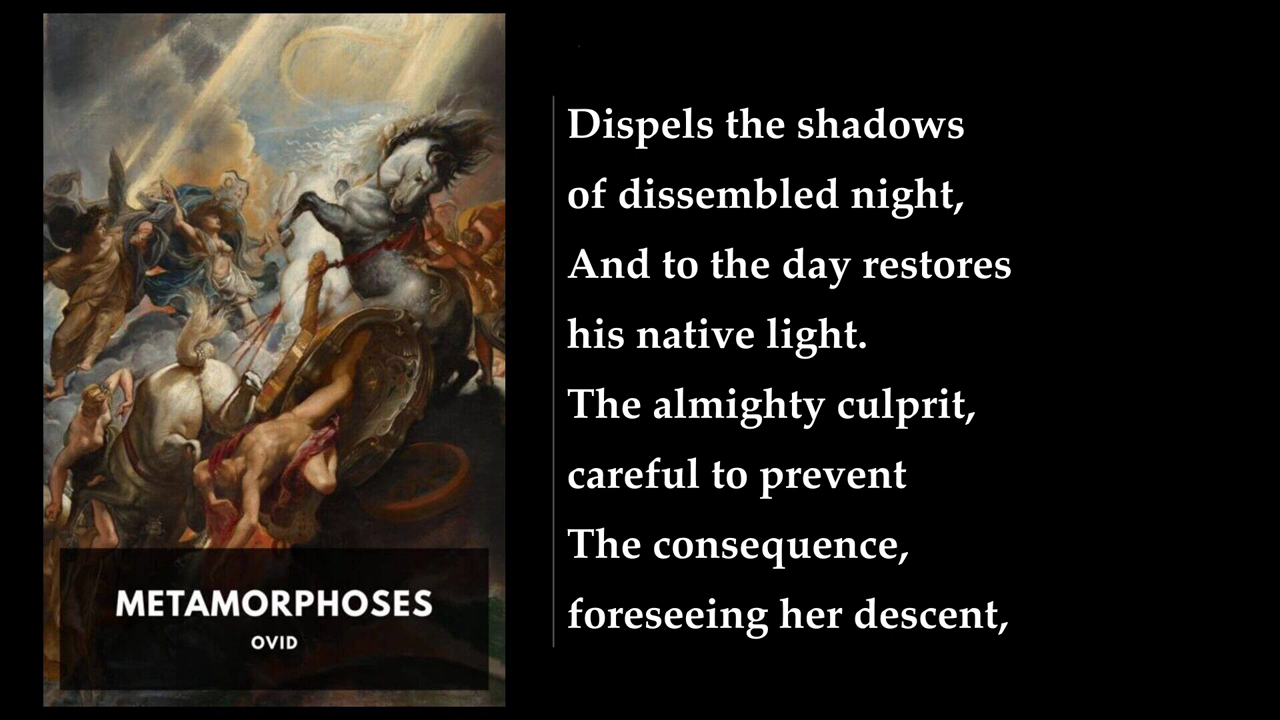 METAMORPHOSES
OVID
Dispels the shadows
of dissembled night,
And to the day restores
his native light.
The almighty culprit,
careful to prevent
The consequence,
foreseeing her descent,